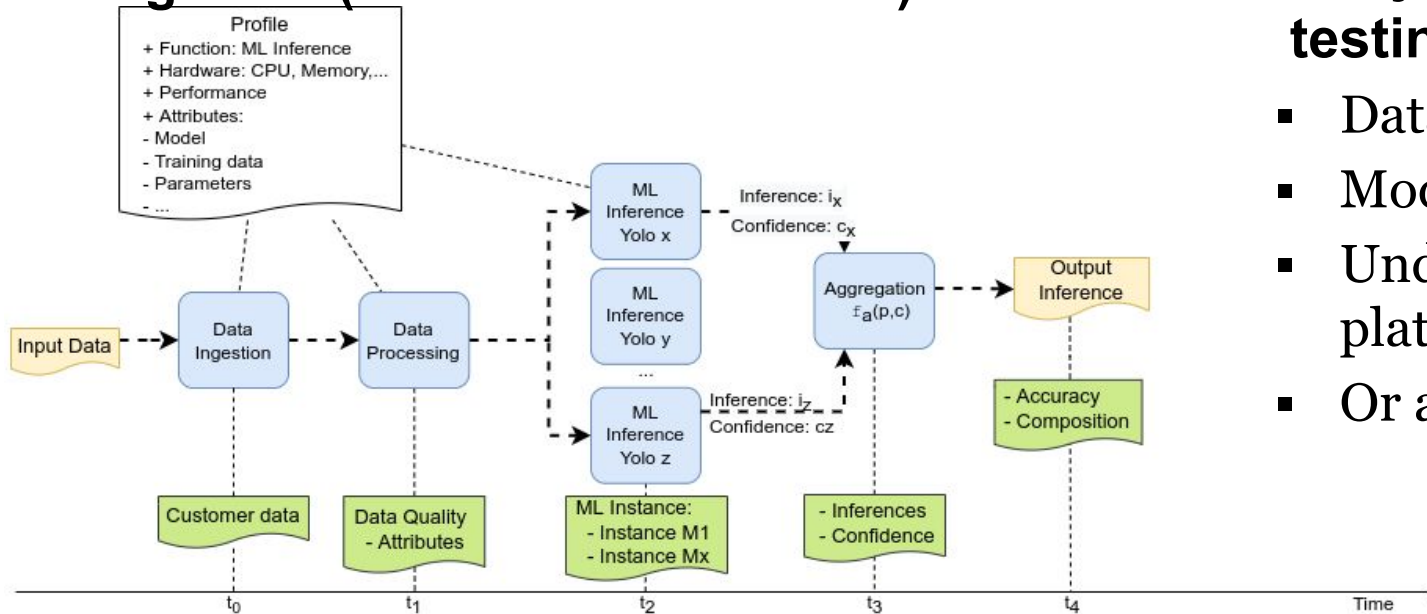 testin
▪ Dat
▪ Mod
▪ Und
plat
▪ Or a
Profile
+ Function: ML Inference
+ Hardware: CPU, Memory,...
+ Performance
+ Attributes:
- Model
- Training data
- Parameters
- ...
Input Data
Data
Ingestion
Data
Processing
ML
Inference
Yolo x
ML
Inference
Yolo y
...
ML
Inference
Yolo z
Inference: ix
Confidence: cx
Inference: iz
Confidence: cz
Aggregation
fa(p,c)
Output
Inference
Customer data
Data Quality
- Attributes
ML Instance:
- Instance M1
- Instance Mx
- Inferences
- Confidence
- Accuracy
- Composition
t0 t1 t2 t3 t4 Time